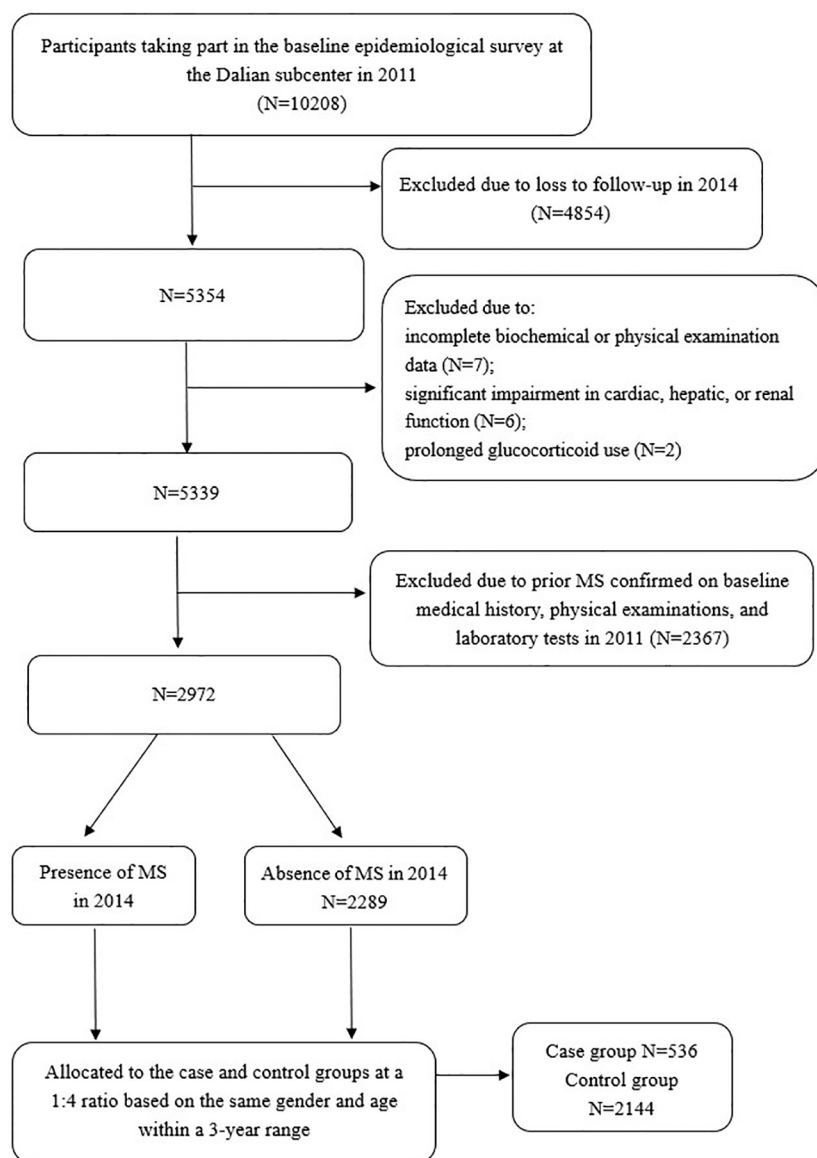 Participants taking part in the baseline epidemiological survey at
the Dalian subcenter in 2011
(N=10208)
Excluded due to loss to follow-up in 2014
(N=4854)
N=5354
Excluded due to:
incomplete biochemical or physical examination
data (N=7);
significant impairment in cardiac, hepatic, or renal
function (N=6);
prolonged glucocorticoid use (N=2)
N=5339
Excluded due to prior MS confirmed on baseline
medical history, physical examinations, and
laboratory tests in 2011 (N=2367)
N=2972
Presence of MS
in 2014
Absence of MS in 2014
N=2289
Allocated to the case and control groups at a
1:4 ratio based on the same gender and age
within a 3-year range
Case group N=536
Control group
N=2144